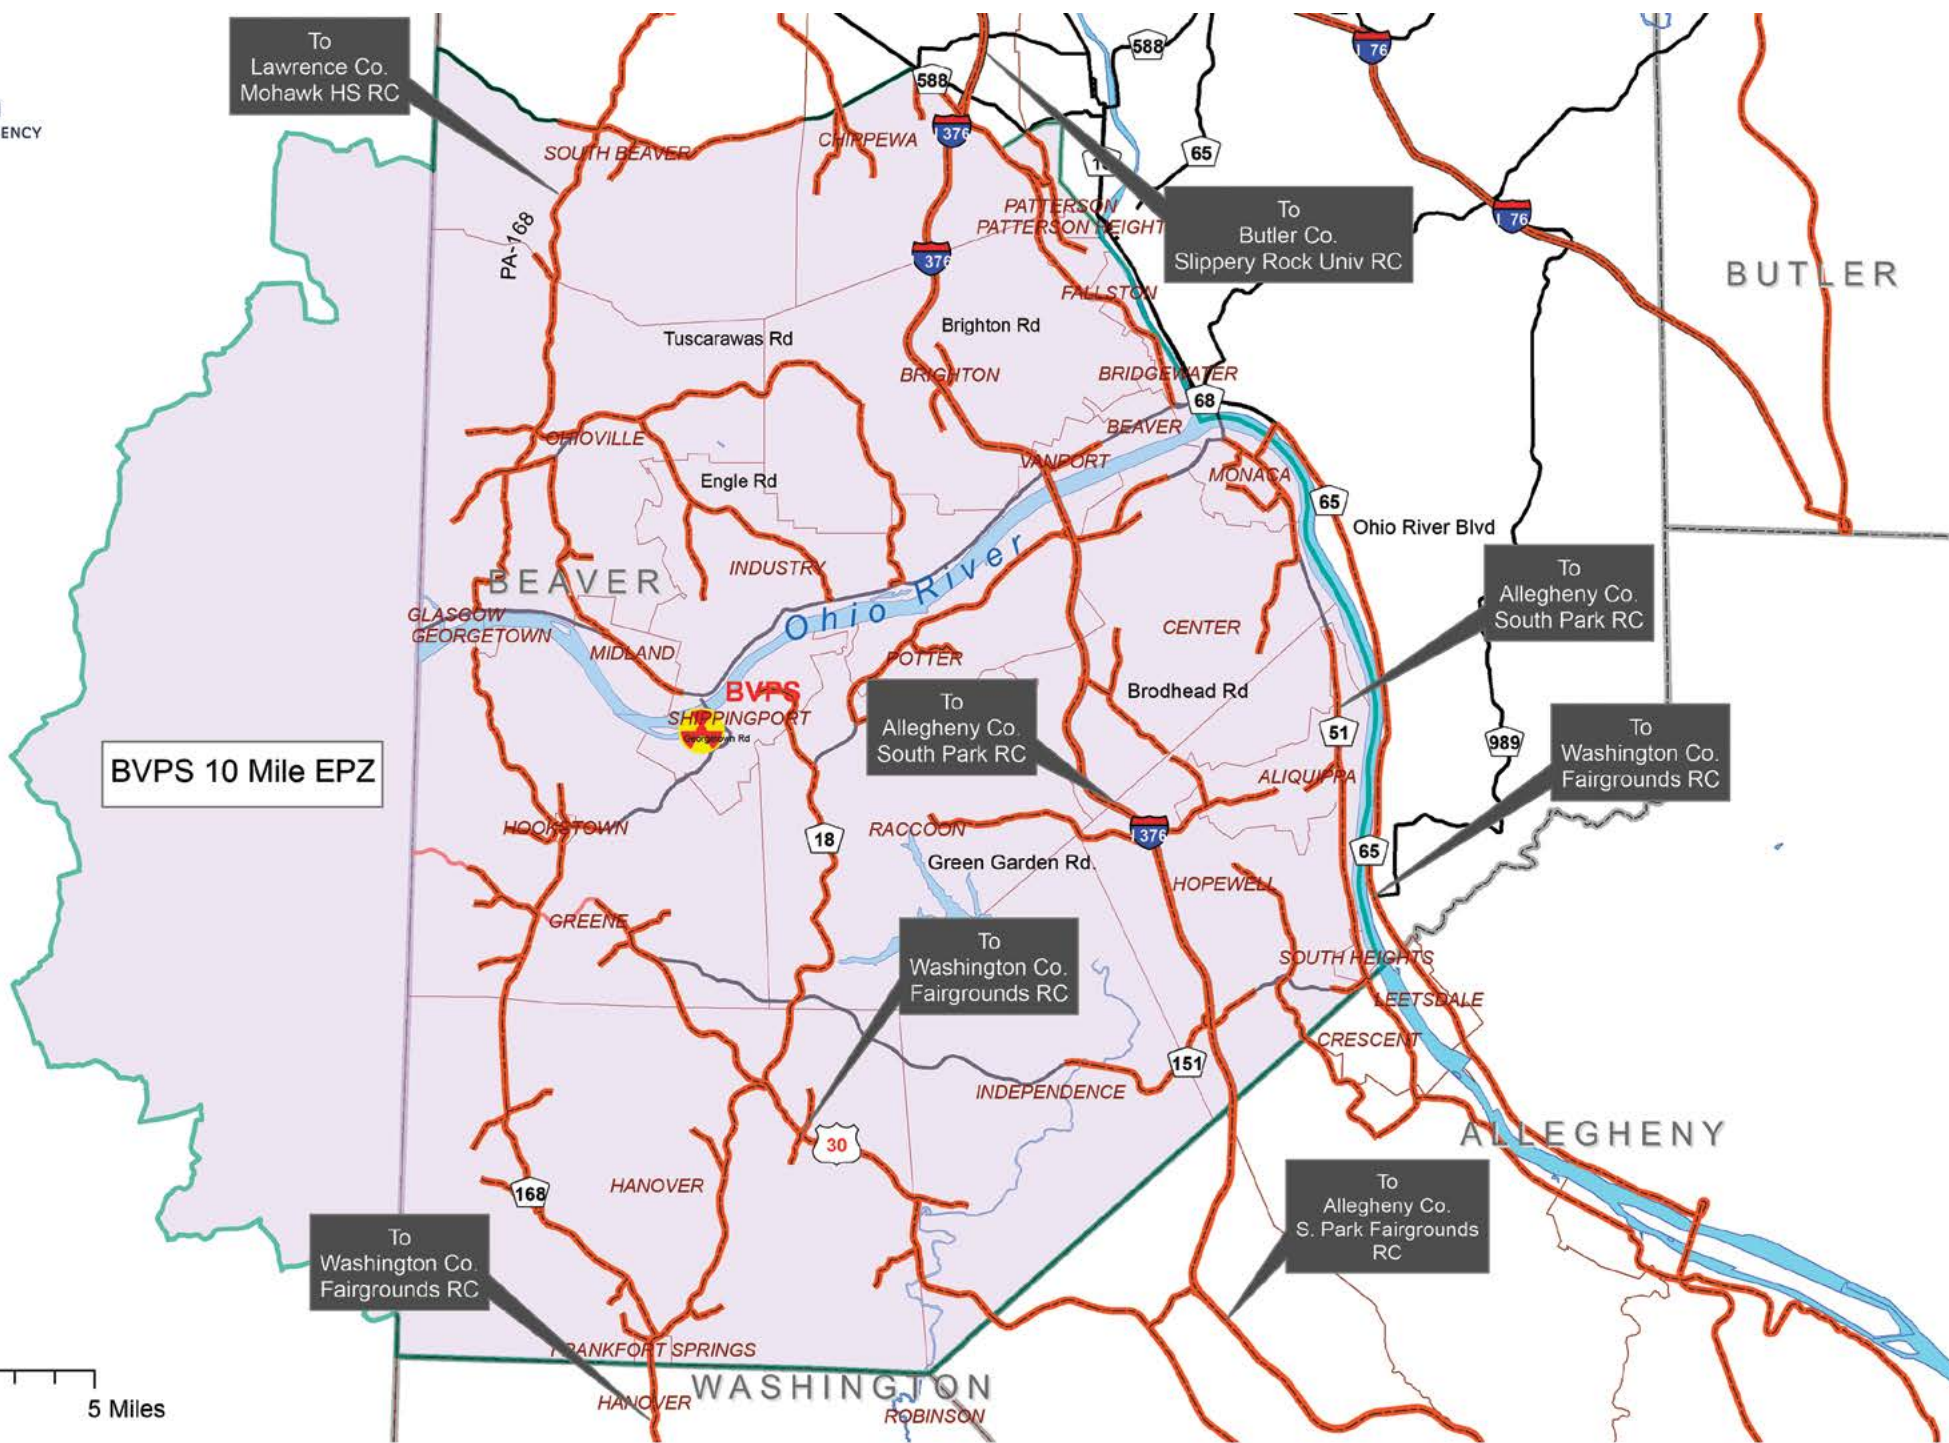 To
Lawrence Co.
Mohawk HS RC
ENCY
588
588
I 76
SOUTH BEAVER
CHIPPEWA
376
65
PATTERSON
PATTERSON HEIGHT
To
Butler Co.
Slippery Rock Univ RC
I 76
BUTLER
PA-168
376
FALLSTON
Tuscarawas Rd
Brighton Rd
BRIGHTON
BRIDGEWATER
68
OHIOVILLE
BEAVER
VANPORT
MONACA
Engle Rd
65
Ohio River Blvd
INDUSTRY
BEAVER
Ohio River
To
Allegheny Co.
South Park RC
GLASGOW
GEORGETOWN
MIDLAND
CENTER
POTTER
BVPS
SHIPPINGPORT
Georgetown Rd
Brodhead Rd
To
Allegheny Co.
South Park RC
51
989
To
Washington Co.
Fairgrounds RC
BVPS 10 Mile EPZ
ALIQUIPPA
HOOKSTOWN
18
RACCOON
376
65
Green Garden Rd.
HOPEWELL
GREENE
To
Washington Co.
Fairgrounds RC
SOUTH HEIGHTS
LEETSDALE
CRESCENT
151
INDEPENDENCE
30
ALLEGHENY
168
HANOVER
To
Allegheny Co.
S. Park Fairgrounds
RC
To
Washington Co.
Fairgrounds RC
FRANKFORT SPRINGS
WASHINGTON
HANOVER
ROBINSON
5 Miles